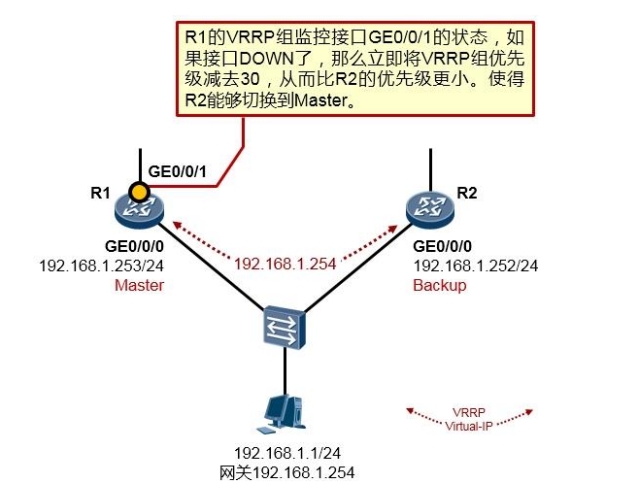 R1的VRRP组监控接口GE0/0/1的状态，如
果接口DOWN了，那么立即将VRRP组优先
级减去30，从而比R2的优先级更小。使得
R2能够切换到Master。
GE0/0/1
R1
R2
GE0/0/0
192.168.1.253/24
Master
192.168.1.254
GE0/0/0
192.168.1.252/24
Backup
192.168.1.1/24
网关192.168.1.254
VRRP
Virtual-IP